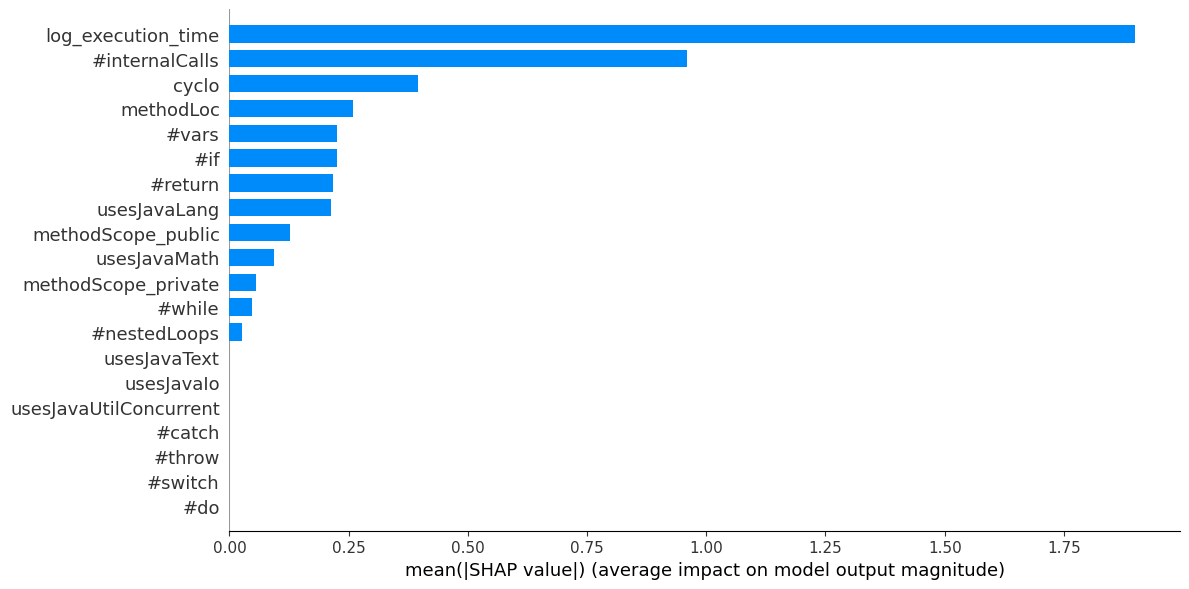 log_execution_time
#internalCalls
cyclo
methodLoc
#vars
#if
#return
usesJavaLang
methodScope_public
usesJavaMath
methodScope_private
#while
#nestedLoops
usesJavaText
usesJavaIo
usesJavaUtilConcurrent
#catch
#throw
#switch
#do
0.00 0.25 0.50 0.75 1.00 1.25 1.50 1.75
mean(|SHAP value|) (average impact on model output magnitude)